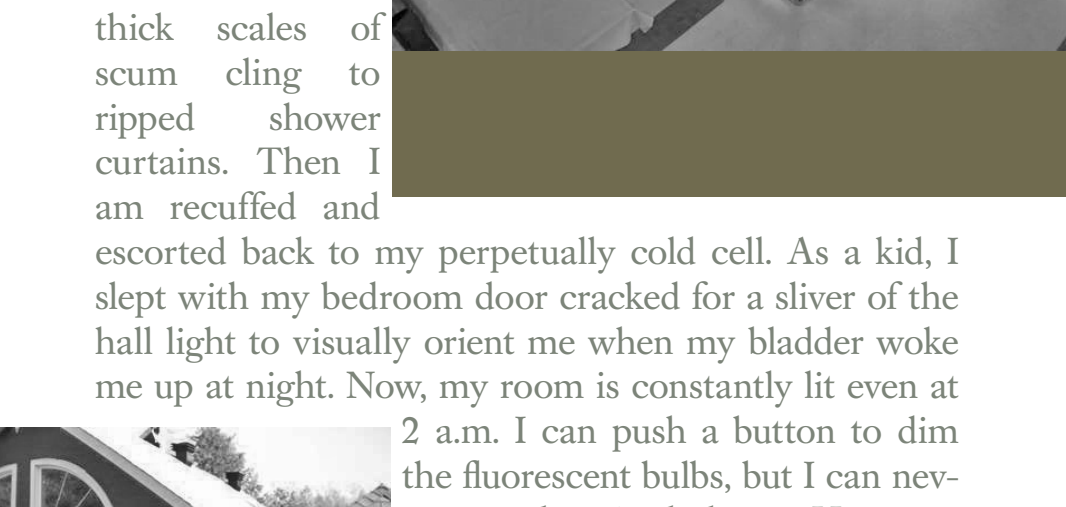 thick scales of
scum cling to
ripped shower
curtains. Then I
am recuffed and
escorted back to my perpetually cold cell. As a kid, I
slept with my bedroom door cracked for a sliver of the
hall light to visually orient me when my bladder woke
me up at night. Now, my room is constantly lit even at
2 a.m. I can push a button to dim
the fluorescent bulbs, but I can nev-